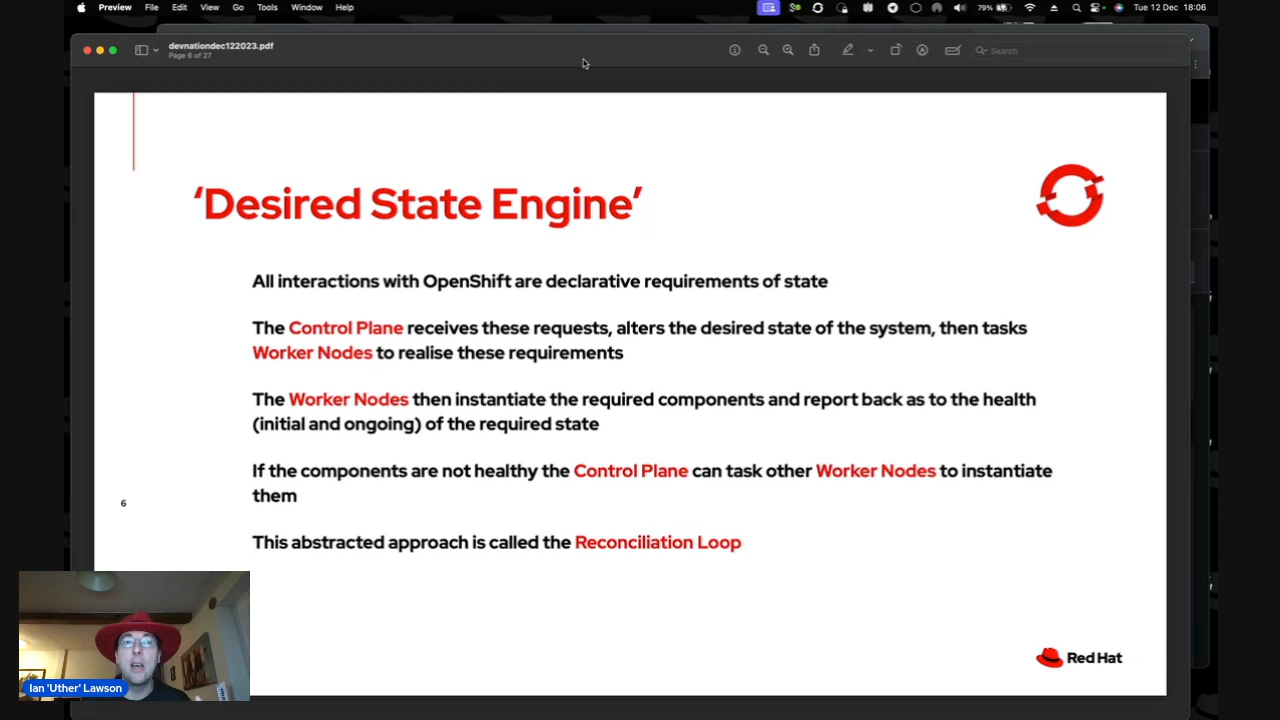 Preview File Edit View Go Tools Window Help 79% Tue 12 Dec 18:06
devnationdec122023.pdf
Page 6 of 27
Search
‘Desired State Engine’
All interactions with OpenShift are declarative requirements of state
The Control Plane receives these requests, alters the desired state of the system, then tasks
Worker Nodes to realise these requirements
The Worker Nodes then instantiate the required components and report back as to the health
(initial and ongoing) of the required state
If the components are not healthy the Control Plane can task other Worker Nodes to instantiate
them
6
This abstracted approach is called the Reconciliation Loop
Red Hat
Ian 'Uther' Lawson